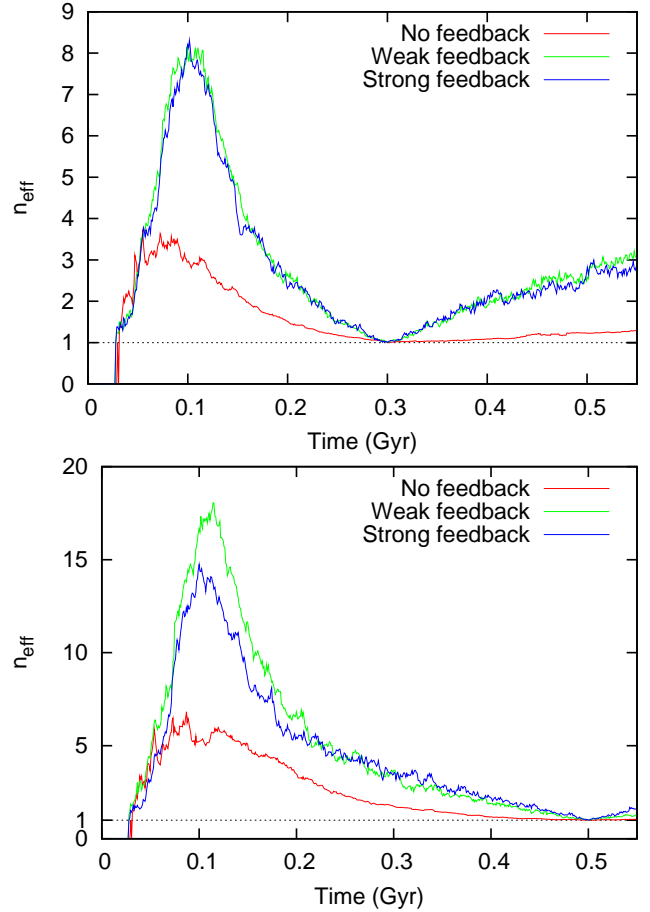 9
8
7
6
5
4
3
2
1
0
n_eff
No feedback
Weak feedback
Strong feedback
0 0.1 0.2 0.3 0.4 0.5
Time (Gyr)
20
15
10
5
1
0
n_eff
No feedback
Weak feedback
Strong feedback
0 0.1 0.2 0.3 0.4 0.5
Time (Gyr)